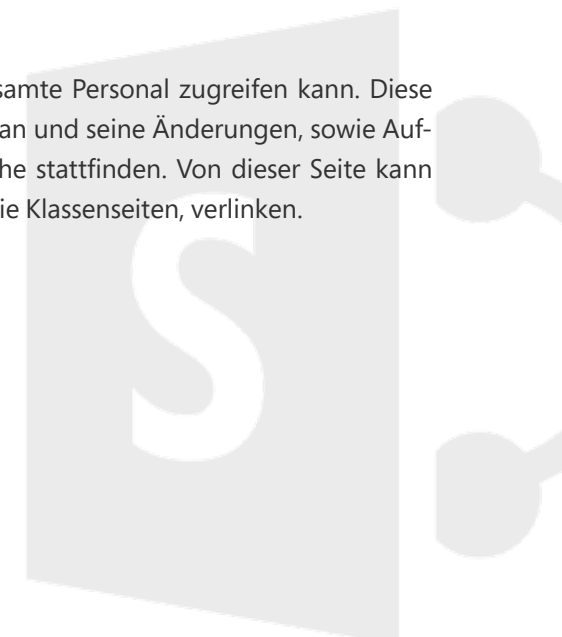 samte Personal zugreifen kann. Diese
an und seine Änderungen, sowie Auf-
he stattfinden. Von dieser Seite kann
ie Klassenseiten, verlinken.
S